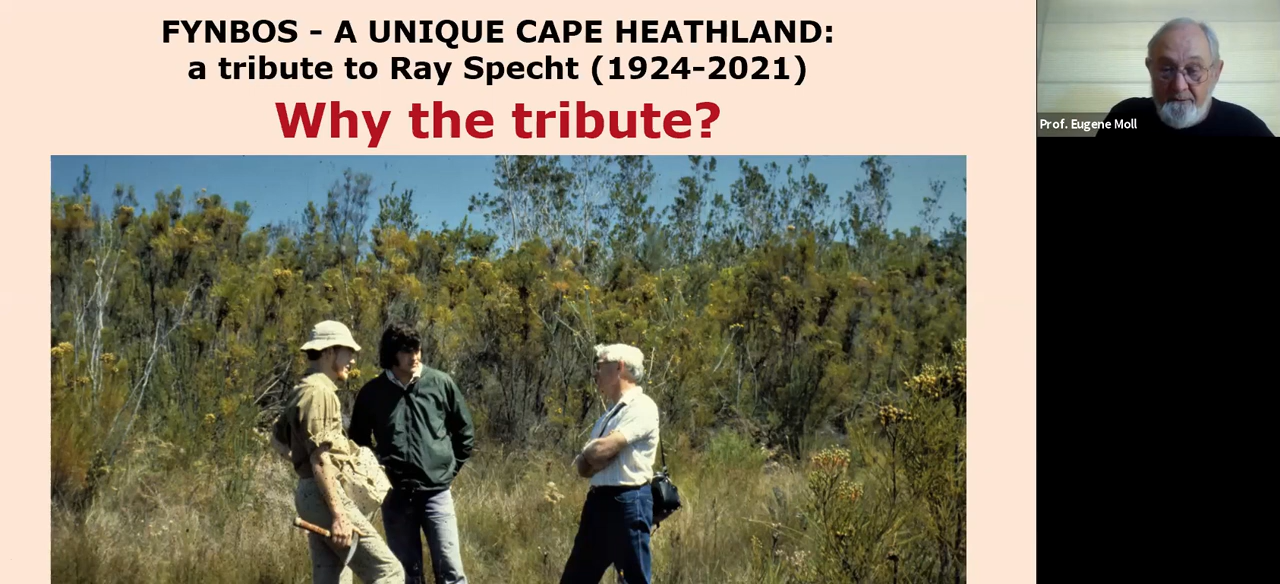 FYNBOS - A UNIQUE CAPE HEATHLAND:
a tribute to Ray Specht (1924-2021)
Why the tribute?
Prof. Eugene Moll